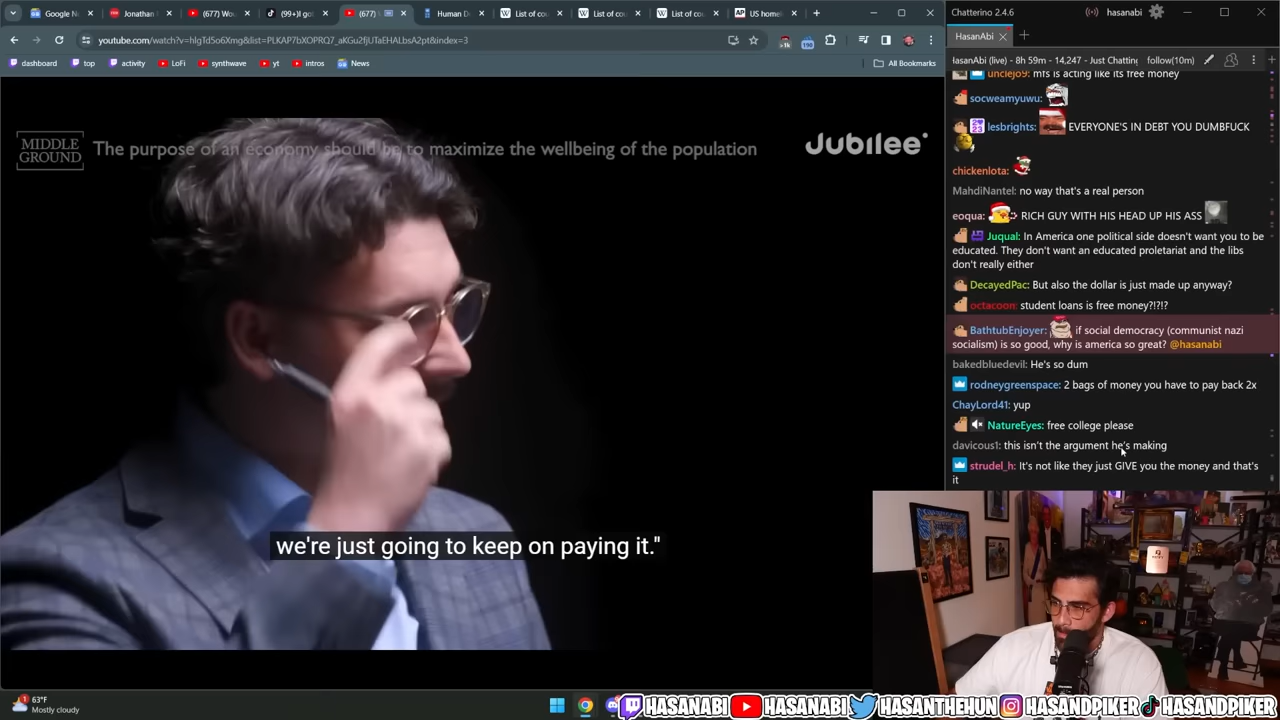 Google N
Jonathan
(677) Wou
(99+)
(677)
Human D
List of cou
List of co
List of co
US home
youtube.com/watch?v=hIgTd5o6Xmg&list=PLKAP7bXOPRQ7_aKGu2fjUTaEHALbsA2pt&index=3
dashboard
top
activity
LoFi
synthwave
yt
intros
News
All Bookmarks
MIDDLE
GROUND
The purpose of an economy should be to maximize the wellbeing of the population
Jubilee
we're just going to keep on paying it."
Chatterino 2.4.6
hasanabi
HasanAbi
HasanAbi (live) - 8h 59m - 14,247 - Just Chatting
follow(10m)
unclejo9: mfs is acting like its free money
socweamyuwu:
lesbrights: EVERYONE'S IN DEBT YOU DUMBFUCK
chickenlota:
MahdiNantel: no way that's a real person
eoqua: RICH GUY WITH HIS HEAD UP HIS ASS
Juqual: In America one political side doesn't want you to be
educated. They don't want an educated proletariat and the libs
don't really either
DecayedPac: But also the dollar is just made up anyway?
octacoon: student loans is free money?!?!?
BathtubEnjoyer: if social democracy (communist nazi
socialism) is so good, why is america so great? @hasanabi
bakedbluedevil: He's so dum
rodneygreenspace: 2 bags of money you have to pay back 2x
ChayLord41: yup
NatureEyes: free college please
davicous1: this isn't the argument he's making
strudel_h: It's not like they just GIVE you the money and that's
it
63°F
Mostly cloudy
HASANABI
HASANABI
HASANTHEHUN
HASANDPIKER
HASANDPIKER